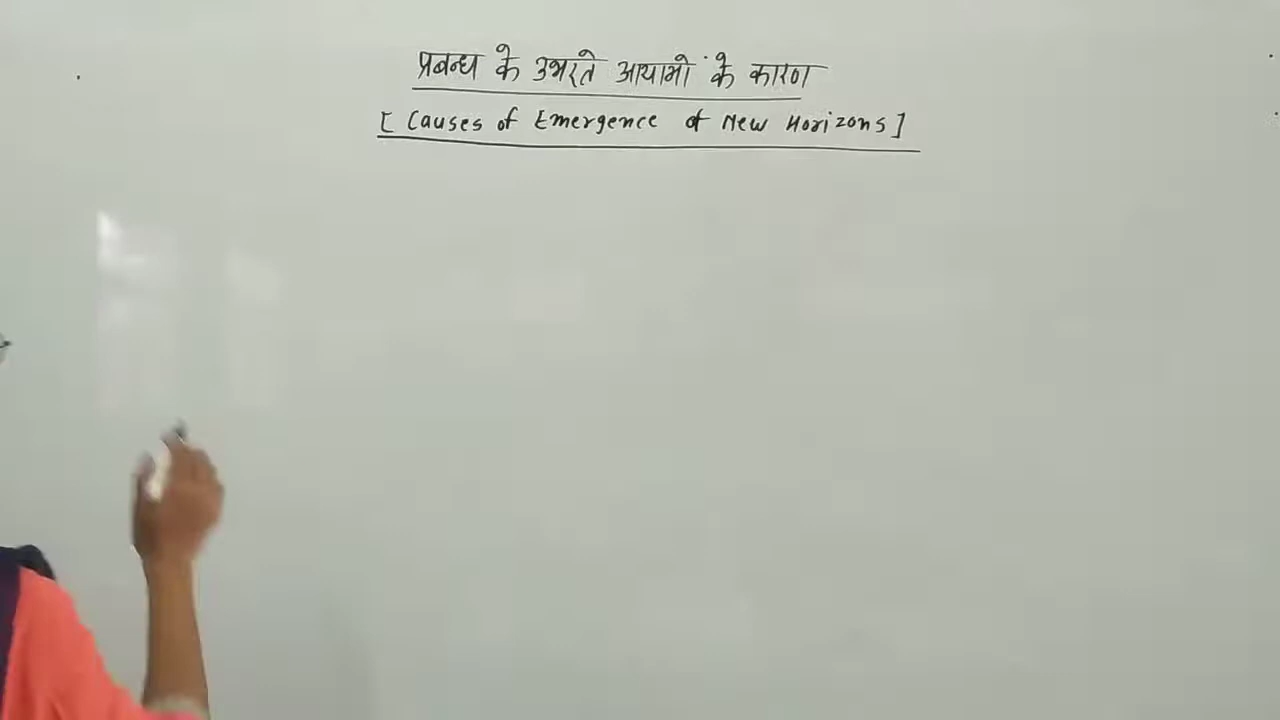 प्रबन्ध के उभरते आयामों के कारण
[ Causes of Emergence of New Horizons ]